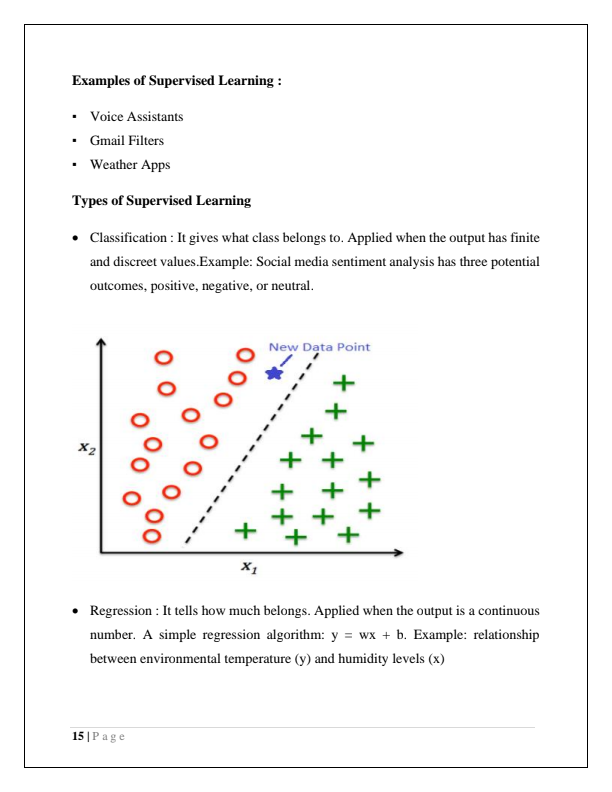 Examples of Supervised Learning :
▪ Voice Assistants
▪ Gmail Filters
▪ Weather Apps
Types of Supervised Learning
• Classification : It gives what class belongs to. Applied when the output has finite
and discreet values.Example: Social media sentiment analysis has three potential
outcomes, positive, negative, or neutral.
New Data Point
x2
x1
• Regression : It tells how much belongs. Applied when the output is a continuous
number. A simple regression algorithm: y = wx + b. Example: relationship
between environmental temperature (y) and humidity levels (x)
15 | P a g e